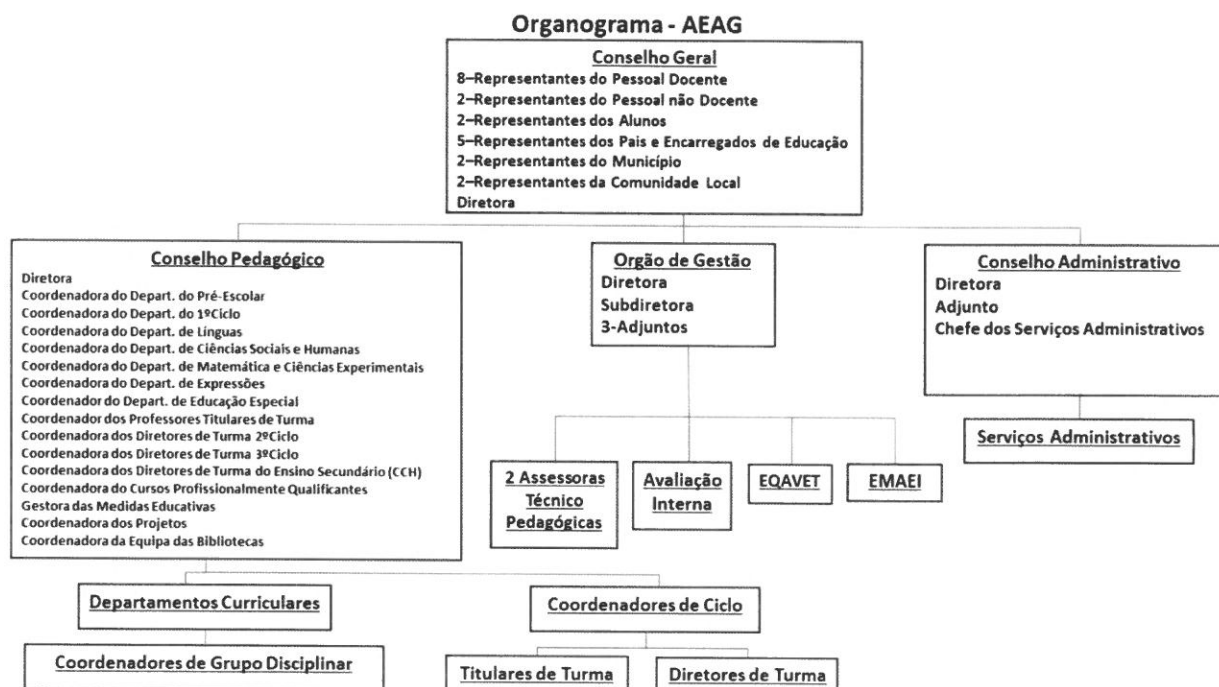 Organograma - AEAG
Conselho Geral
8–Representantes do Pessoal Docente
2–Representantes do Pessoal não Docente
2–Representantes dos Alunos
5–Representantes dos Pais e Encarregados de Educação
2–Representantes do Município
2–Representantes da Comunidade Local
Diretora
Conselho Pedagógico
Diretora
Coordenadora do Depart. do Pré-Escolar
Coordenadora do Depart. do 1ºCiclo
Coordenadora do Depart. de Línguas
Coordenadora do Depart. de Ciências Sociais e Humanas
Coordenadora do Depart. de Matemática e Ciências Experimentais
Coordenadora do Depart. de Expressões
Coordenador do Depart. de Educação Especial
Coordenador dos Professores Titulares de Turma
Coordenadora dos Diretores de Turma 2ºCiclo
Coordenadora dos Diretores de Turma 3ºCiclo
Coordenadora dos Diretores de Turma do Ensino Secundário (CCH)
Coordenadora do Cursos Profissionalmente Qualificantes
Gestora das Medidas Educativas
Coordenadora dos Projetos
Coordenadora da Equipa das Bibliotecas
Orgão de Gestão
Diretora
Subdiretora
3-Adjuntos
Conselho Administrativo
Diretora
Adjunto
Chefe dos Serviços Administrativos
Serviços Administrativos
2 Assessoras
Técnico
Pedagógicas
Avaliação
Interna
EQAVET
EMAEI
Departamentos Curriculares
Coordenadores de Ciclo
Coordenadores de Grupo Disciplinar
Titulares de Turma
Diretores de Turma